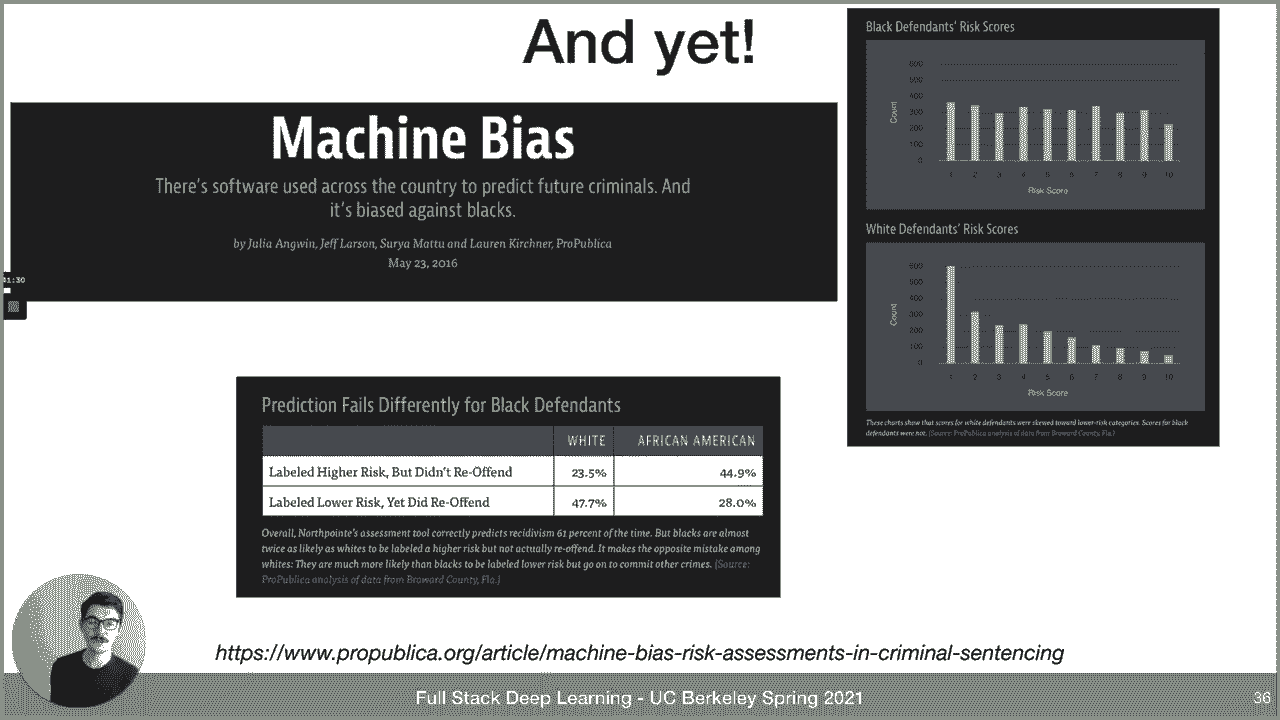 And yet!
Machine Bias
There's software used across the country to predict future criminals. And
it's biased against blacks.
by Julia Angwin, Jeff Larson, Surya Mattu and Lauren Kirchner, ProPublica
May 23, 2016
41:30
Black Defendants' Risk Scores
600
500
400
300
200
100
0
Count
1 2 3 4 5 6 7 8 9 10
Risk Score
White Defendants' Risk Scores
600
500
400
300
200
100
0
Count
1 2 3 4 5 6 7 8 9 10
Risk Score
These charts show that scores for white defendants were skewed toward lower-risk categories. Scores for black
defendants were not. (Source: ProPublica analysis of data from Broward County, Fla.)
Prediction Fails Differently for Black Defendants
WHITE AFRICAN AMERICAN
Labeled Higher Risk, But Didn't Re-Offend 23.5% 44.9%
Labeled Lower Risk, Yet Did Re-Offend 47.7% 28.0%
Overall, Northpointe's assessment tool correctly predicts recidivism 61 percent of the time. But blacks are almost
twice as likely as whites to be labeled a higher risk but not actually re-offend. It makes the opposite mistake among
whites: They are much more likely than blacks to be labeled lower risk but go on to commit other crimes. (Source:
ProPublica analysis of data from Broward County, Fla.)
https://www.propublica.org/article/machine-bias-risk-assessments-in-criminal-sentencing
Full Stack Deep Learning - UC Berkeley Spring 2021
36